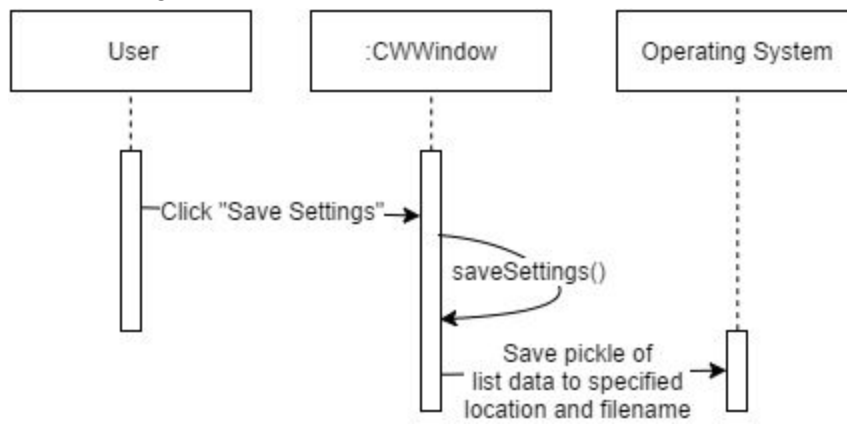 User
:CWWindow
Operating System
Click "Save Settings"
saveSettings()
Save pickle of
list data to specified
location and filename